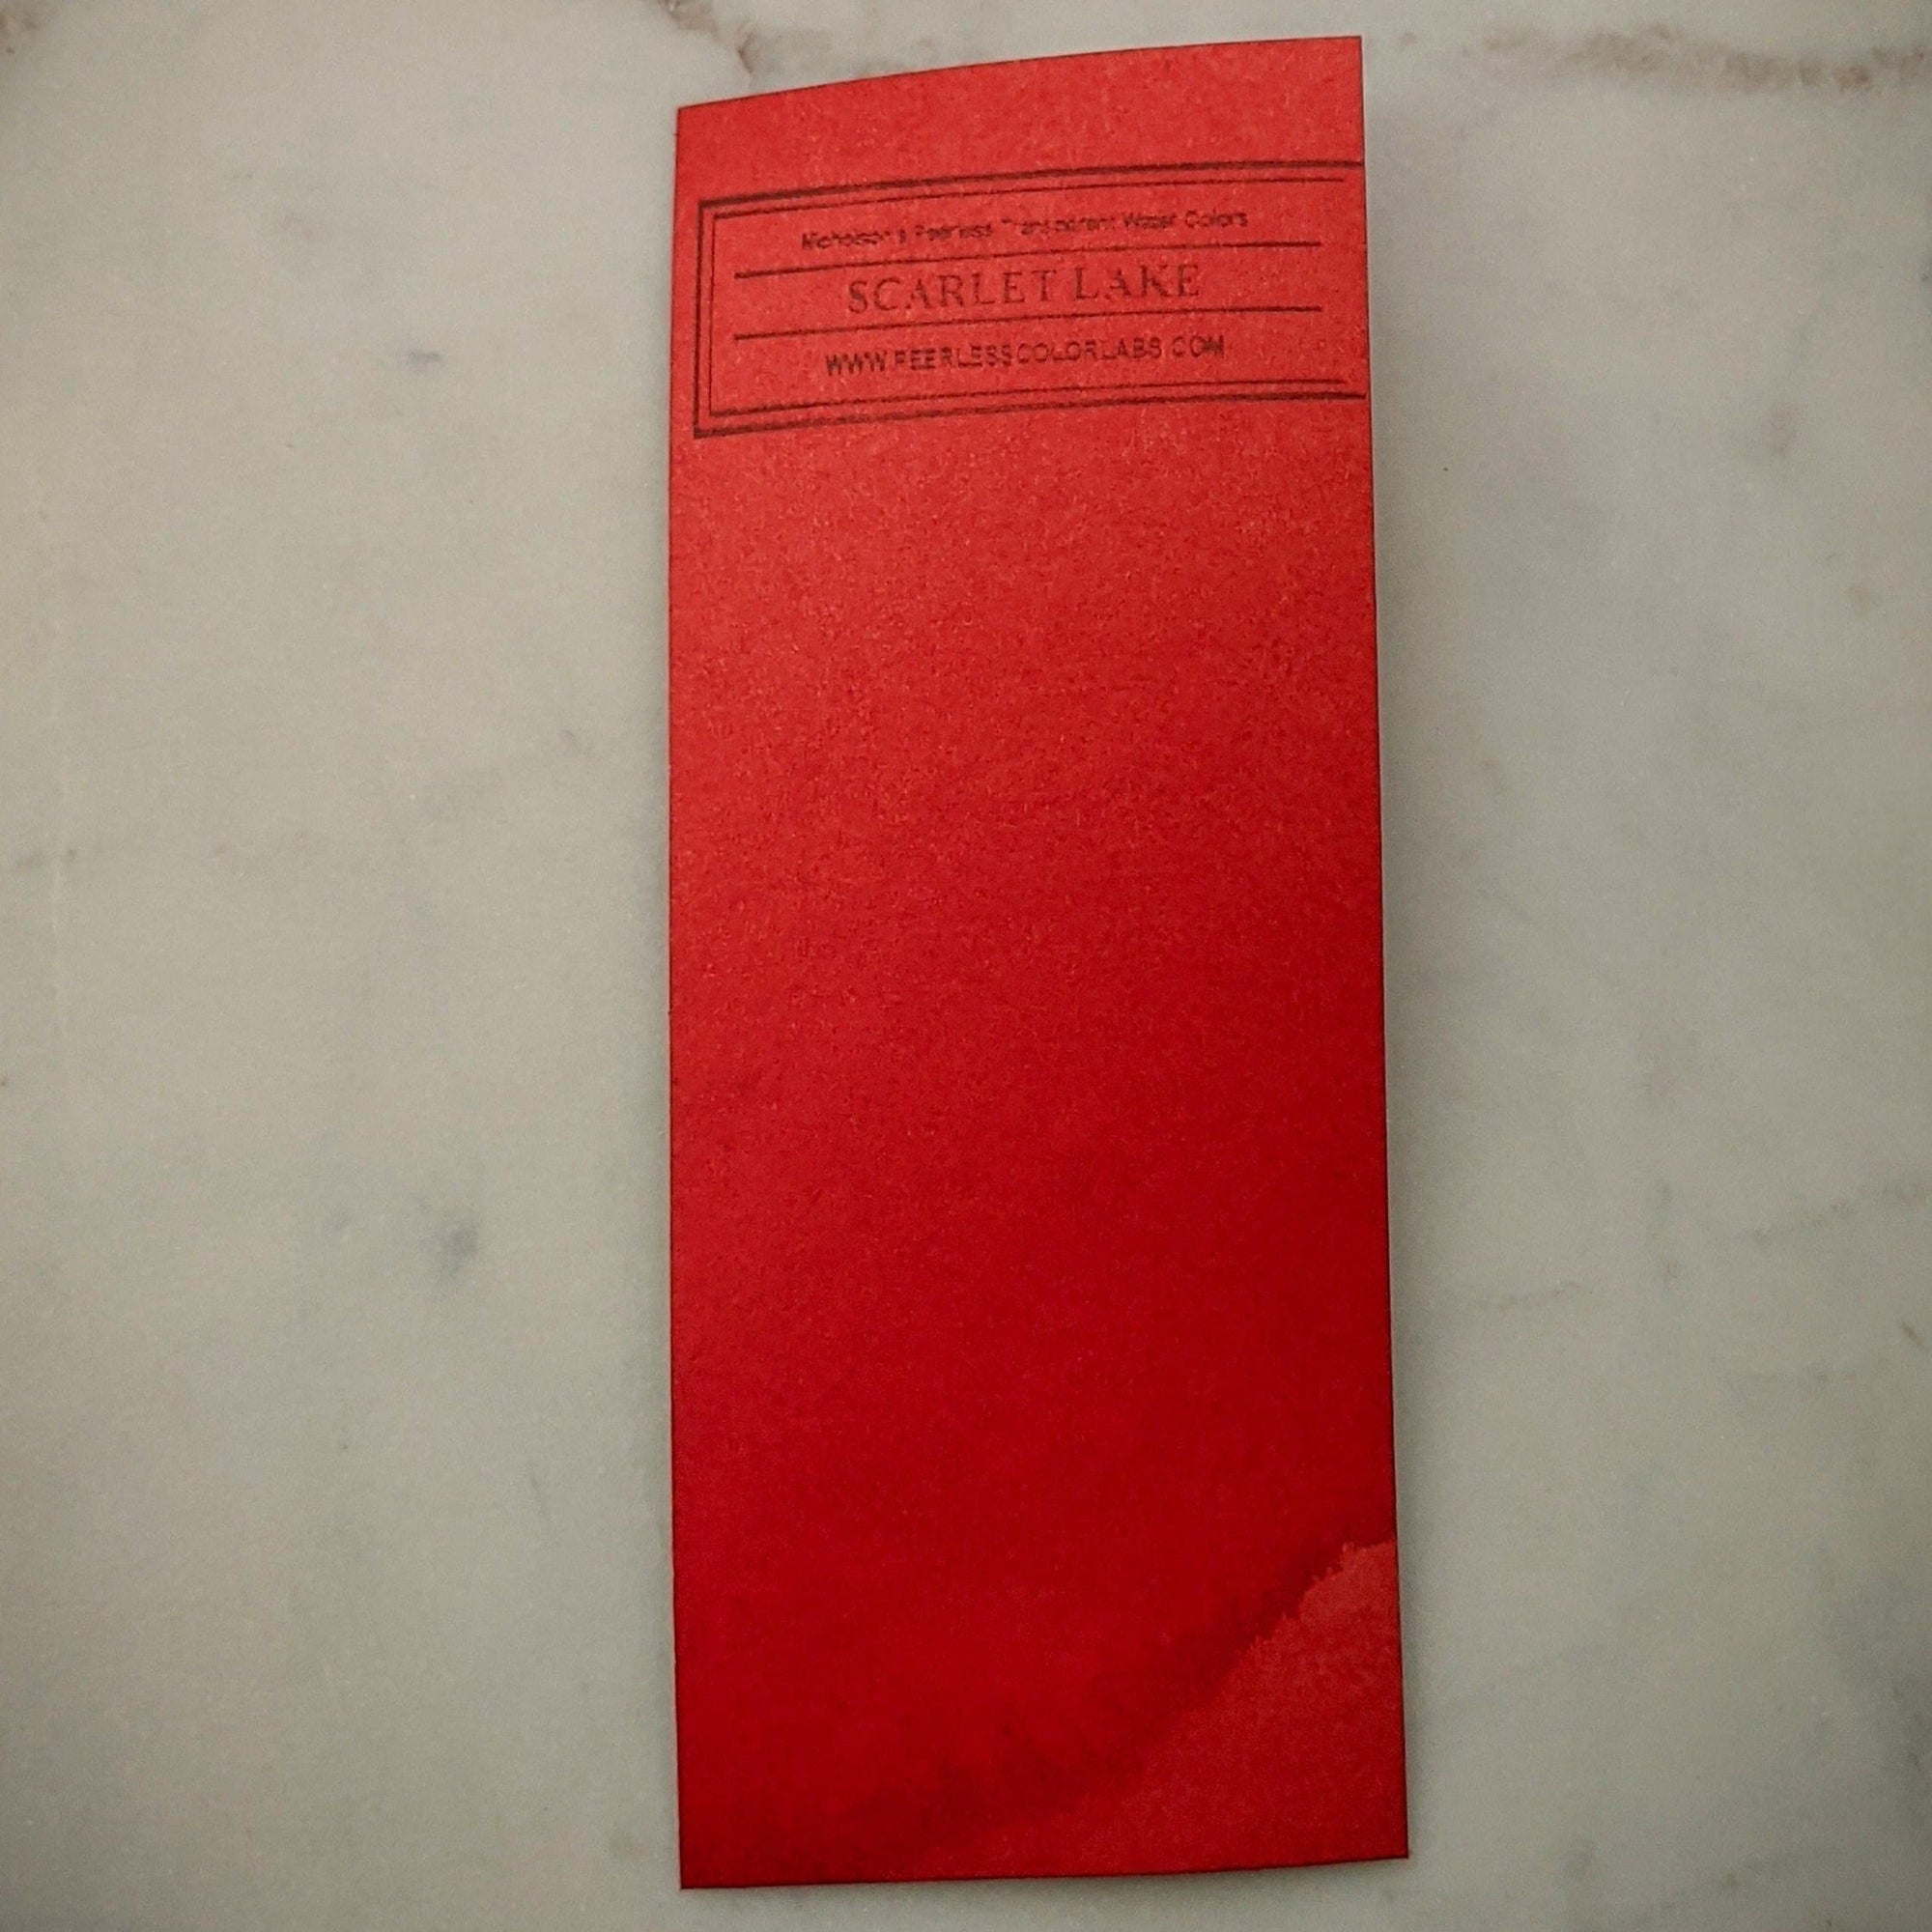 Nicholson's Peerless Transparent Water Colors
SCARLET LAKE
WWW.PEERLESSCOLORLABS.COM